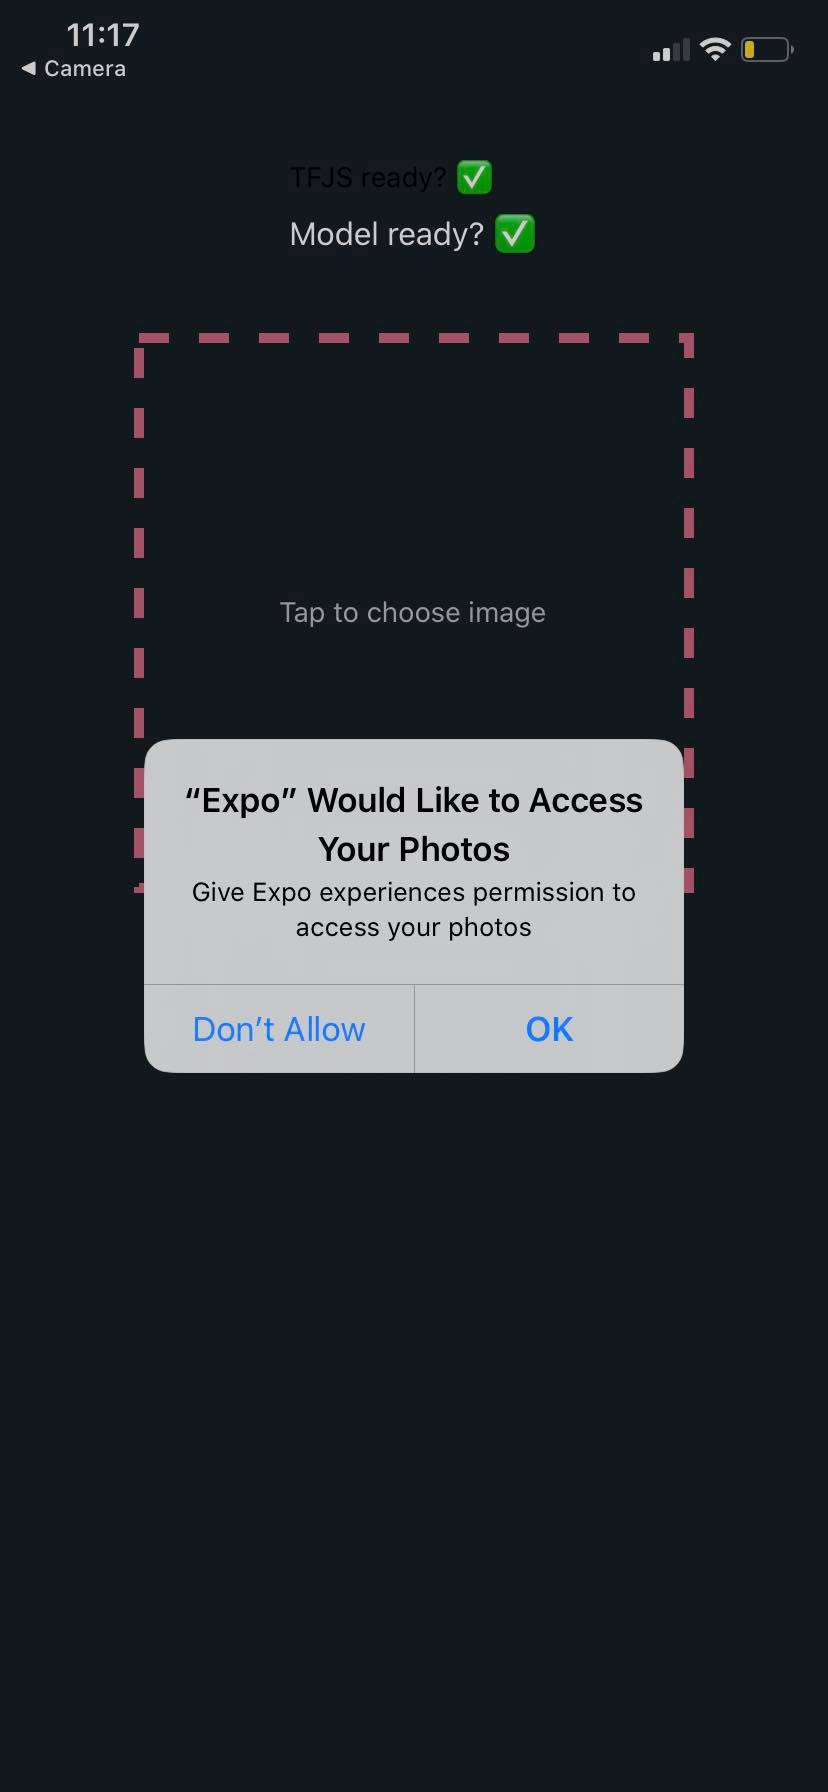 11:17
◀ Camera
TFJS ready? ✅
Model ready? ✅
Tap to choose image
“Expo” Would Like to Access
Your Photos
Give Expo experiences permission to
access your photos
Don’t Allow
OK